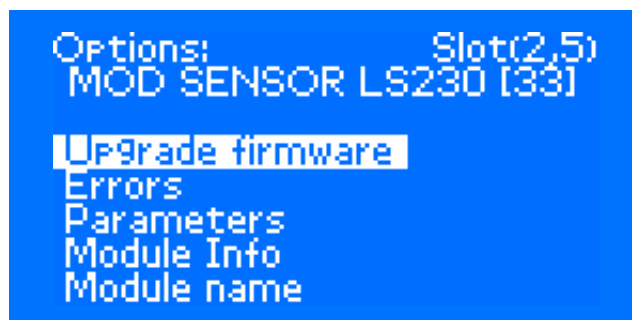 Options: Slot(2,5)
MOD SENSOR LS230 [33]
Upgrade firmware
Errors
Parameters
Module Info
Module name